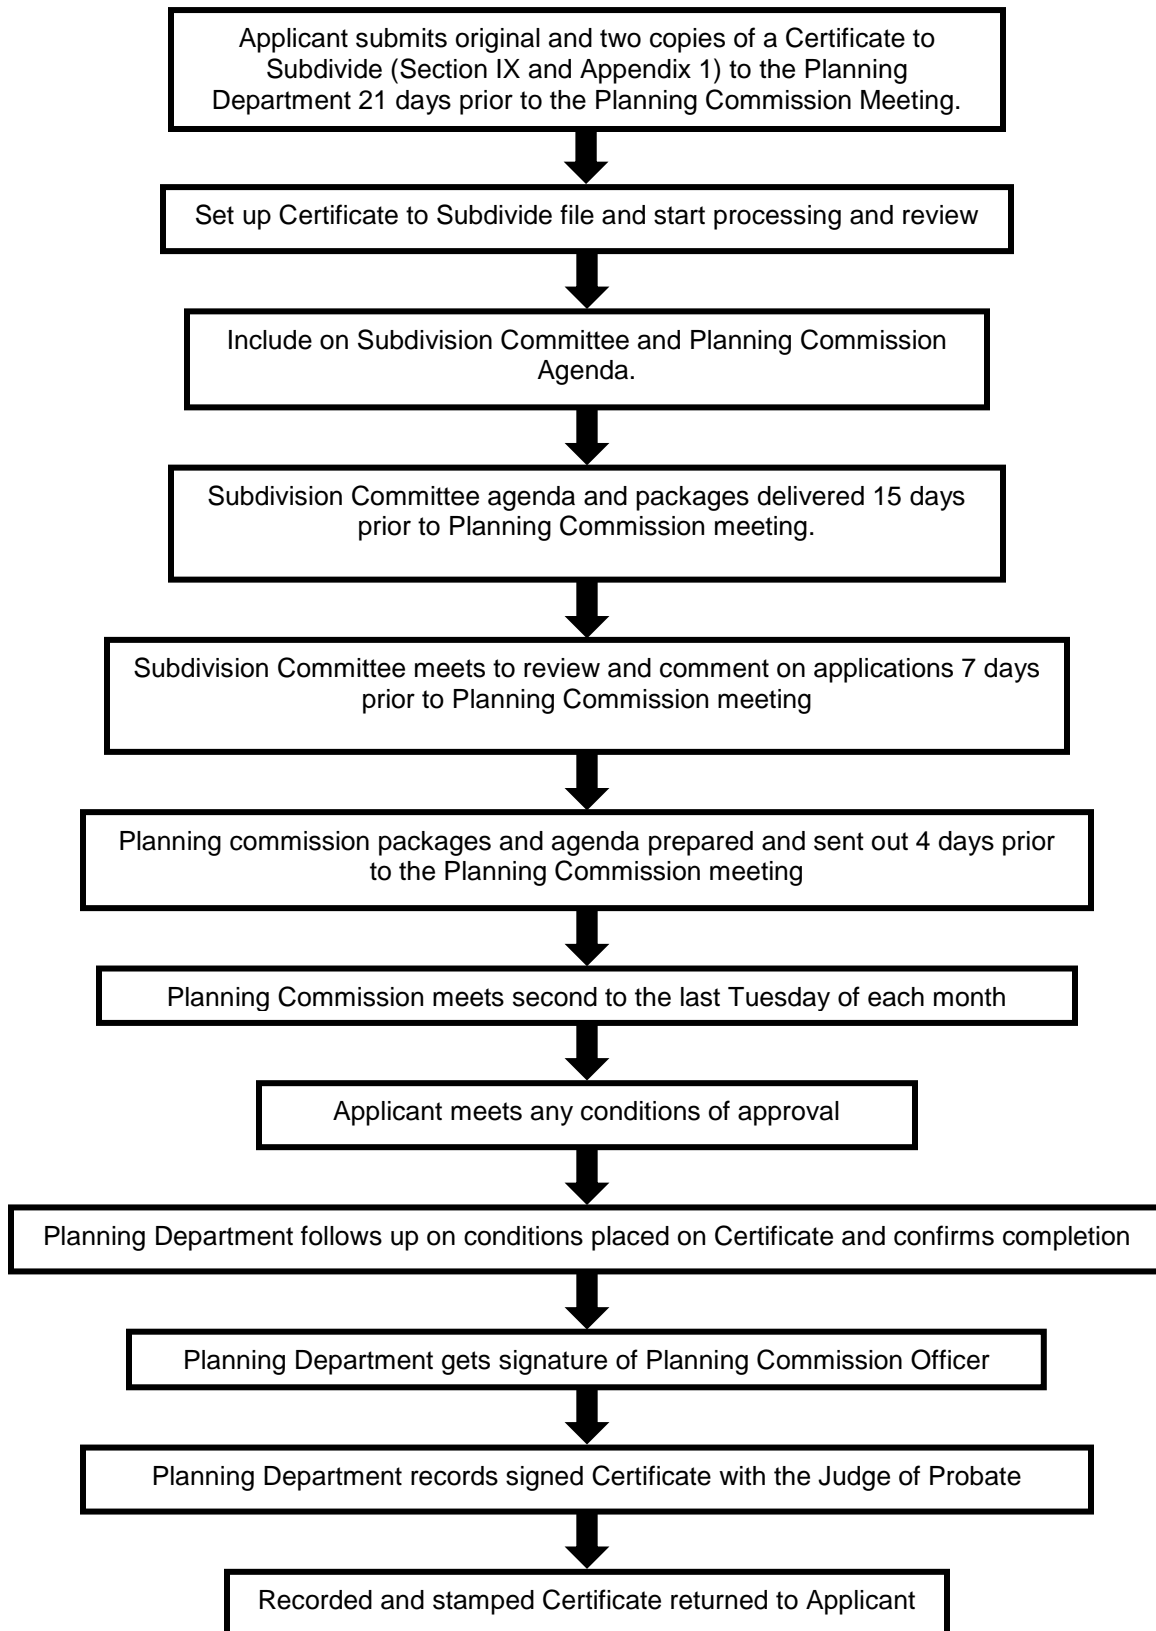 Applicant submits original and two copies of a Certificate to
Subdivide (Section IX and Appendix 1) to the Planning
Department 21 days prior to the Planning Commission Meeting.
Set up Certificate to Subdivide file and start processing and review
Include on Subdivision Committee and Planning Commission
Agenda.
Subdivision Committee agenda and packages delivered 15 days
prior to Planning Commission meeting.
Subdivision Committee meets to review and comment on applications 7 days
prior to Planning Commission meeting
Planning commission packages and agenda prepared and sent out 4 days prior
to the Planning Commission meeting
Planning Commission meets second to the last Tuesday of each month
Applicant meets any conditions of approval
Planning Department follows up on conditions placed on Certificate and confirms completion
Planning Department gets signature of Planning Commission Officer
Planning Department records signed Certificate with the Judge of Probate
Recorded and stamped Certificate returned to Applicant